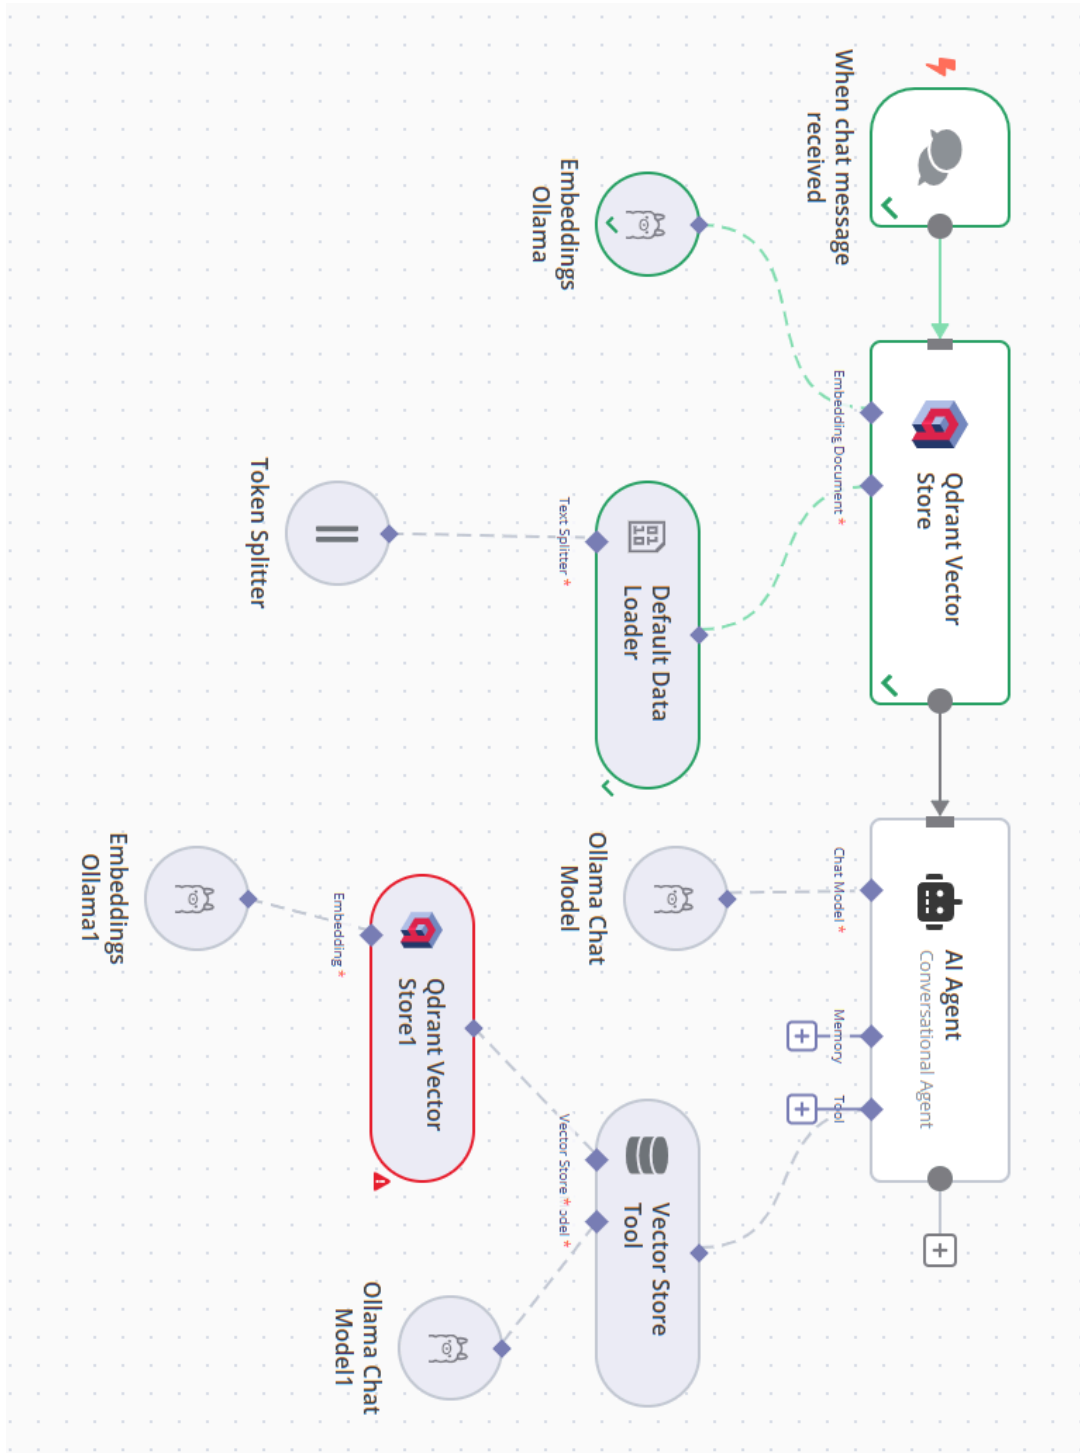 When chat message
received
Qdrant Vector
Store
Embedding
Document *
AI Agent
Conversational Agent
Chat Model *
Memory
Tool
Embeddings
Ollama
Default Data
Loader
Text Splitter *
Token Splitter
Ollama Chat
Model
Vector Store
Tool
Vector Store *
Qdrant Vector
Store1
Embedding *
Embeddings
Ollama1
Ollama Chat
Model1